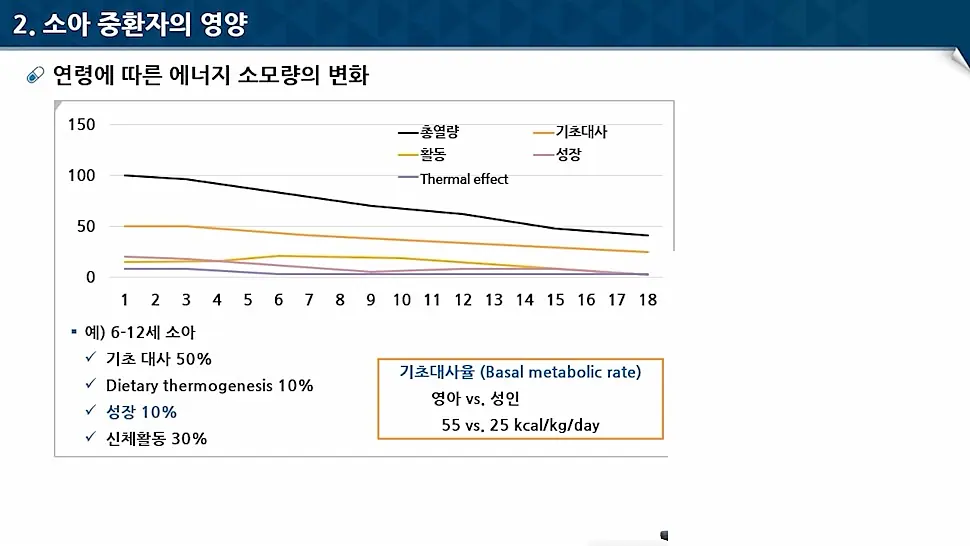 2. 소아 중환자의 영양
연령에 따른 에너지 소모량의 변화
150
100
50
0
총열량
기초대사
활동
성장
Thermal effect
1 2 3 4 5 6 7 8 9 10 11 12 13 14 15 16 17 18
예) 6-12세 소아
기초 대사 50%
Dietary thermogenesis 10%
성장 10%
신체활동 30%
기초대사율 (Basal metabolic rate)
영아 vs. 성인
55 vs. 25 kcal/kg/day